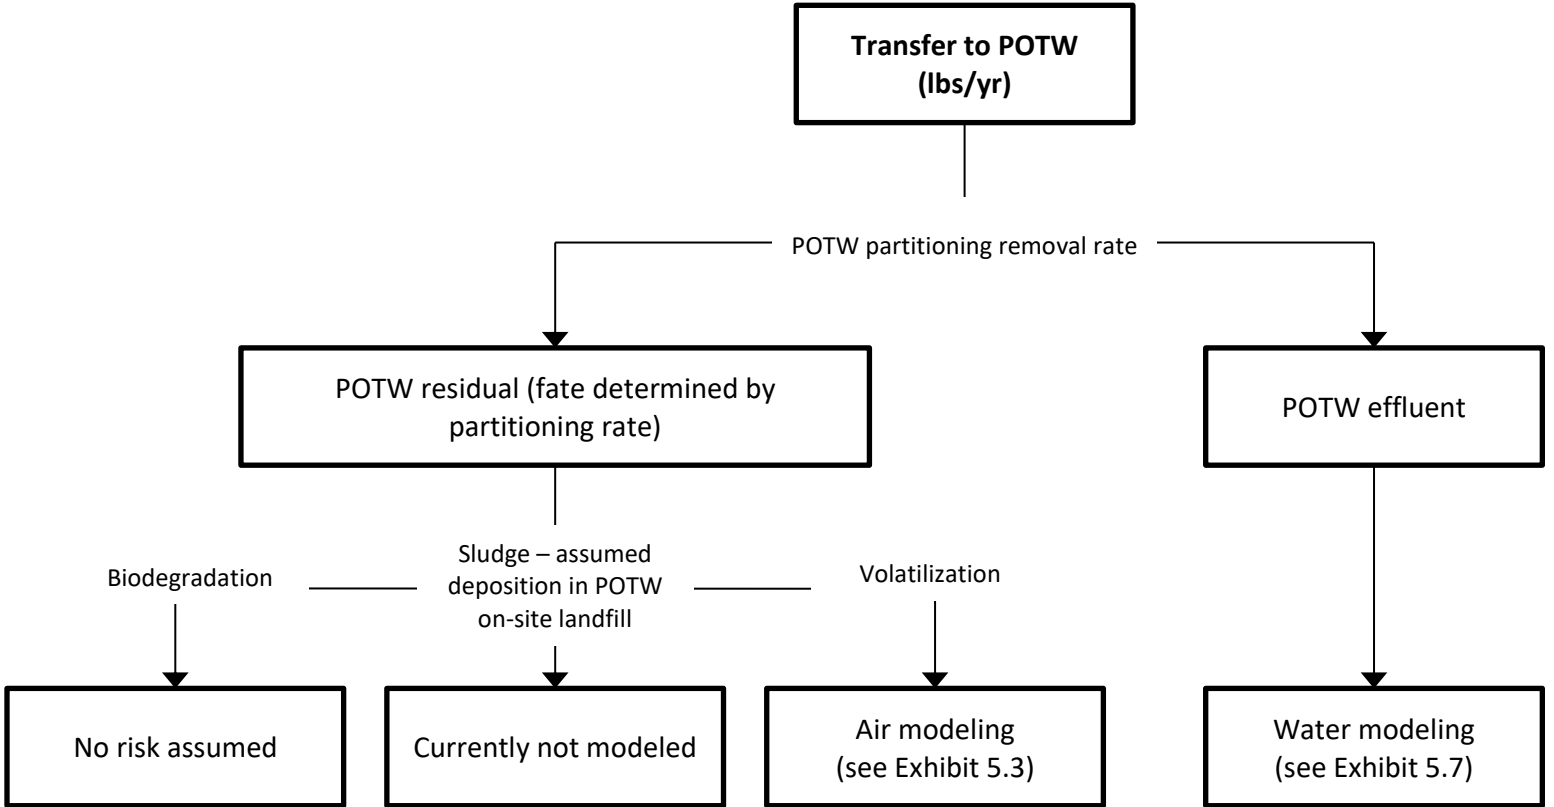 Transfer to POTW
(lbs/yr)
POTW partitioning removal rate
POTW residual (fate determined by
partitioning rate)
POTW effluent
Biodegradation
Sludge – assumed
deposition in POTW
on-site landfill
Volatilization
No risk assumed
Currently not modeled
Air modeling
(see Exhibit 5.3)
Water modeling
(see Exhibit 5.7)